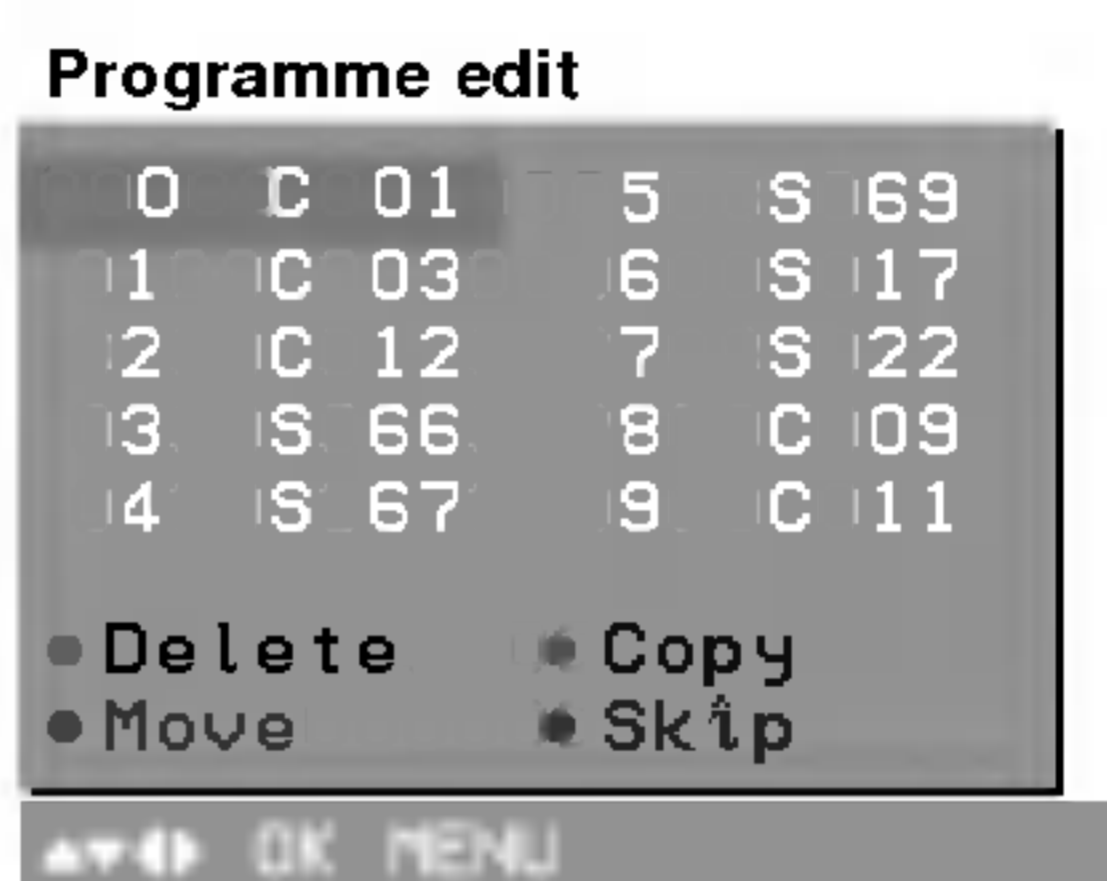 Programme edit
0 C 01 5 S 69
1 C 03 6 S 17
2 C 12 7 S 22
3 S 66 8 C 09
4 S 67 9 C 11
Delete Copy
Move Skip
▲▼◀▶ OK MENU